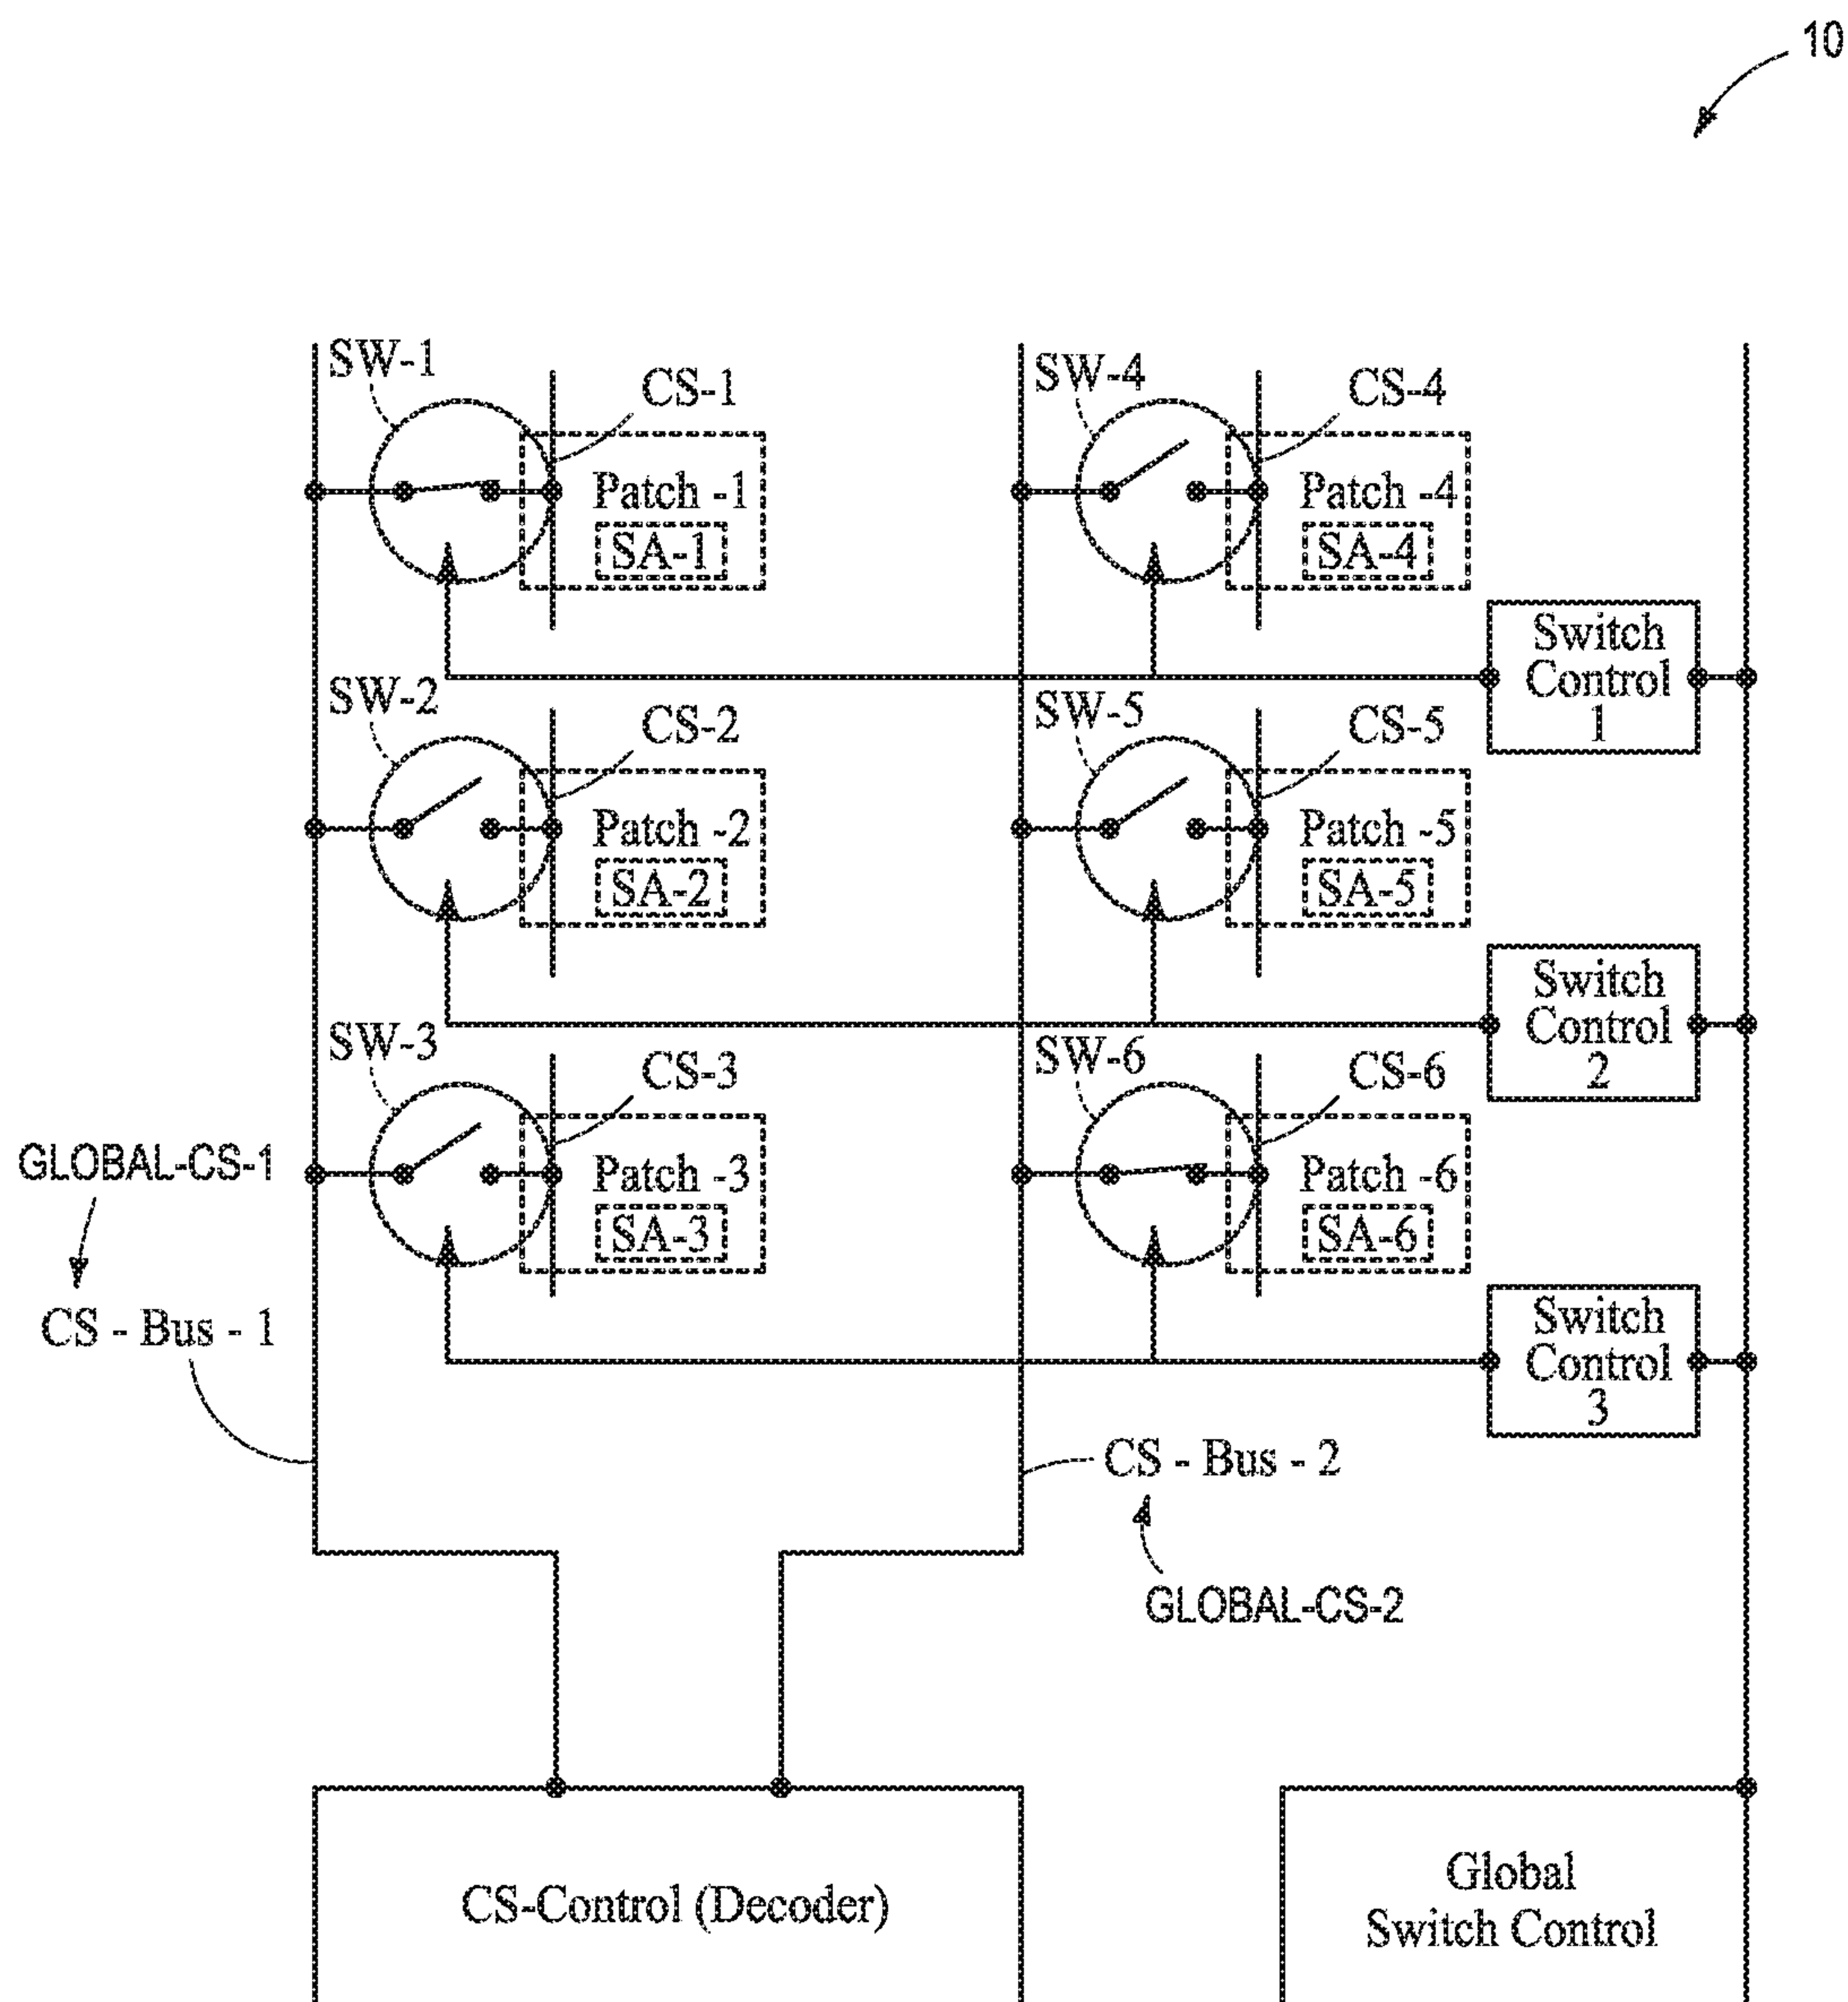 10
SW-1
CS-1
SW-4
CS-4
Patch -1
SA-1
Patch -4
SA-4
Switch
Control
1
SW-2
CS-2
SW-5
CS-5
Patch -2
SA-2
Patch -5
SA-5
Switch
Control
2
SW-3
CS-3
SW-6
CS-6
GLOBAL-CS-1
Patch -3
SA-3
Patch -6
SA-6
CS - Bus - 1
Switch
Control
3
CS - Bus - 2
GLOBAL-CS-2
CS-Control (Decoder)
Global
Switch Control